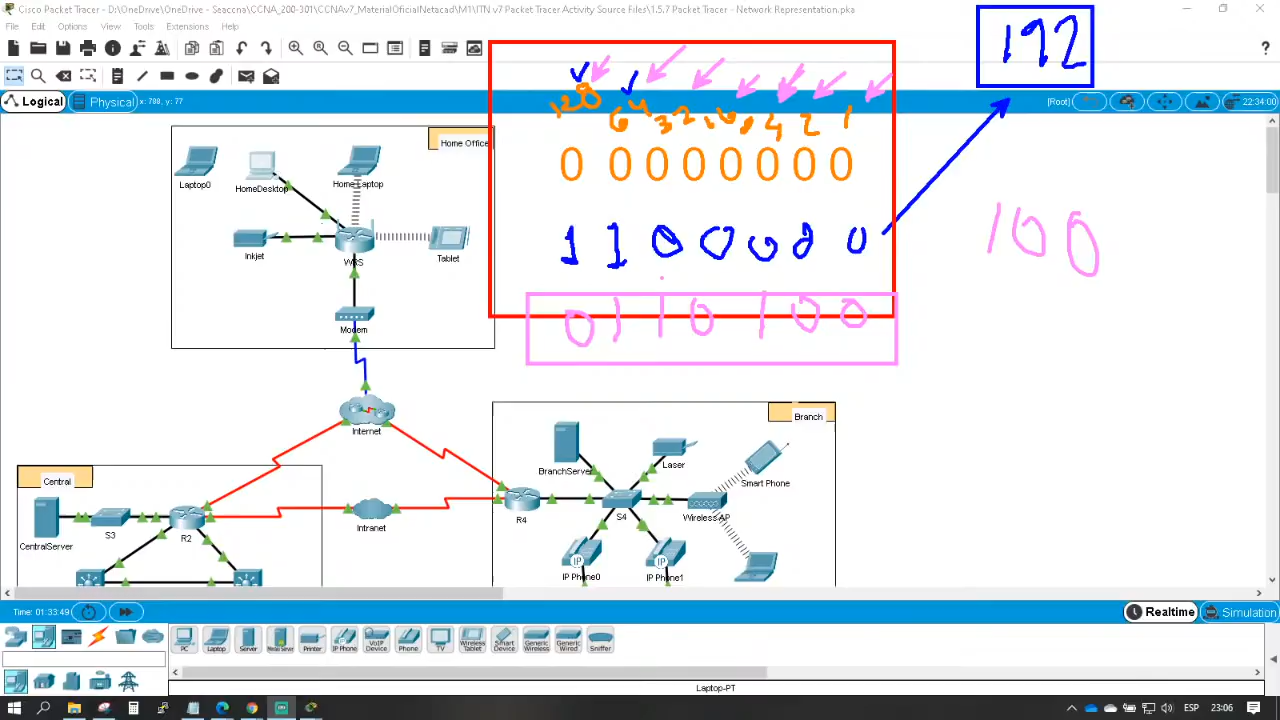 Cisco Packet Tracer - D:\OneDrive\OneDrive - Seaccna\CCNA_200-301\CCNAv7_MaterialOficialNetacad\M1\ITN v7 Packet Tracer Activity Source Files\1.5.7 Packet Tracer - Network Representation.pka
File Edit Options View Tools Extensions Help
192
?
Logical Physical x: 708, y: 77 [Root] 22:34:00
128 64 32 16 8 4 2 1
0 0 0 0 0 0 0 0
1 1 0 0 0 0 0
0 1 1 0 1 0 0
100
Home Office
Laptop0
HomeDesktop
Home Laptop
Inkjet
WRS
Tablet
Modem
Internet
Central
CentralServer
S3
R2
Intranet
Branch
BranchServer
Laser
Smart Phone
R4
S4
Wireless AP
IP
IP
IP Phone0
IP Phone1
Time: 01:33:49
Realtime
Simulation
PC
Laptop
Server
Printer
IP Phone
VoIP Device
Phone
TV
Wireless Tablet
Smart Device
Generic Wireless
Generic Wired
Sniffer
Laptop-PT
ESP 23:06